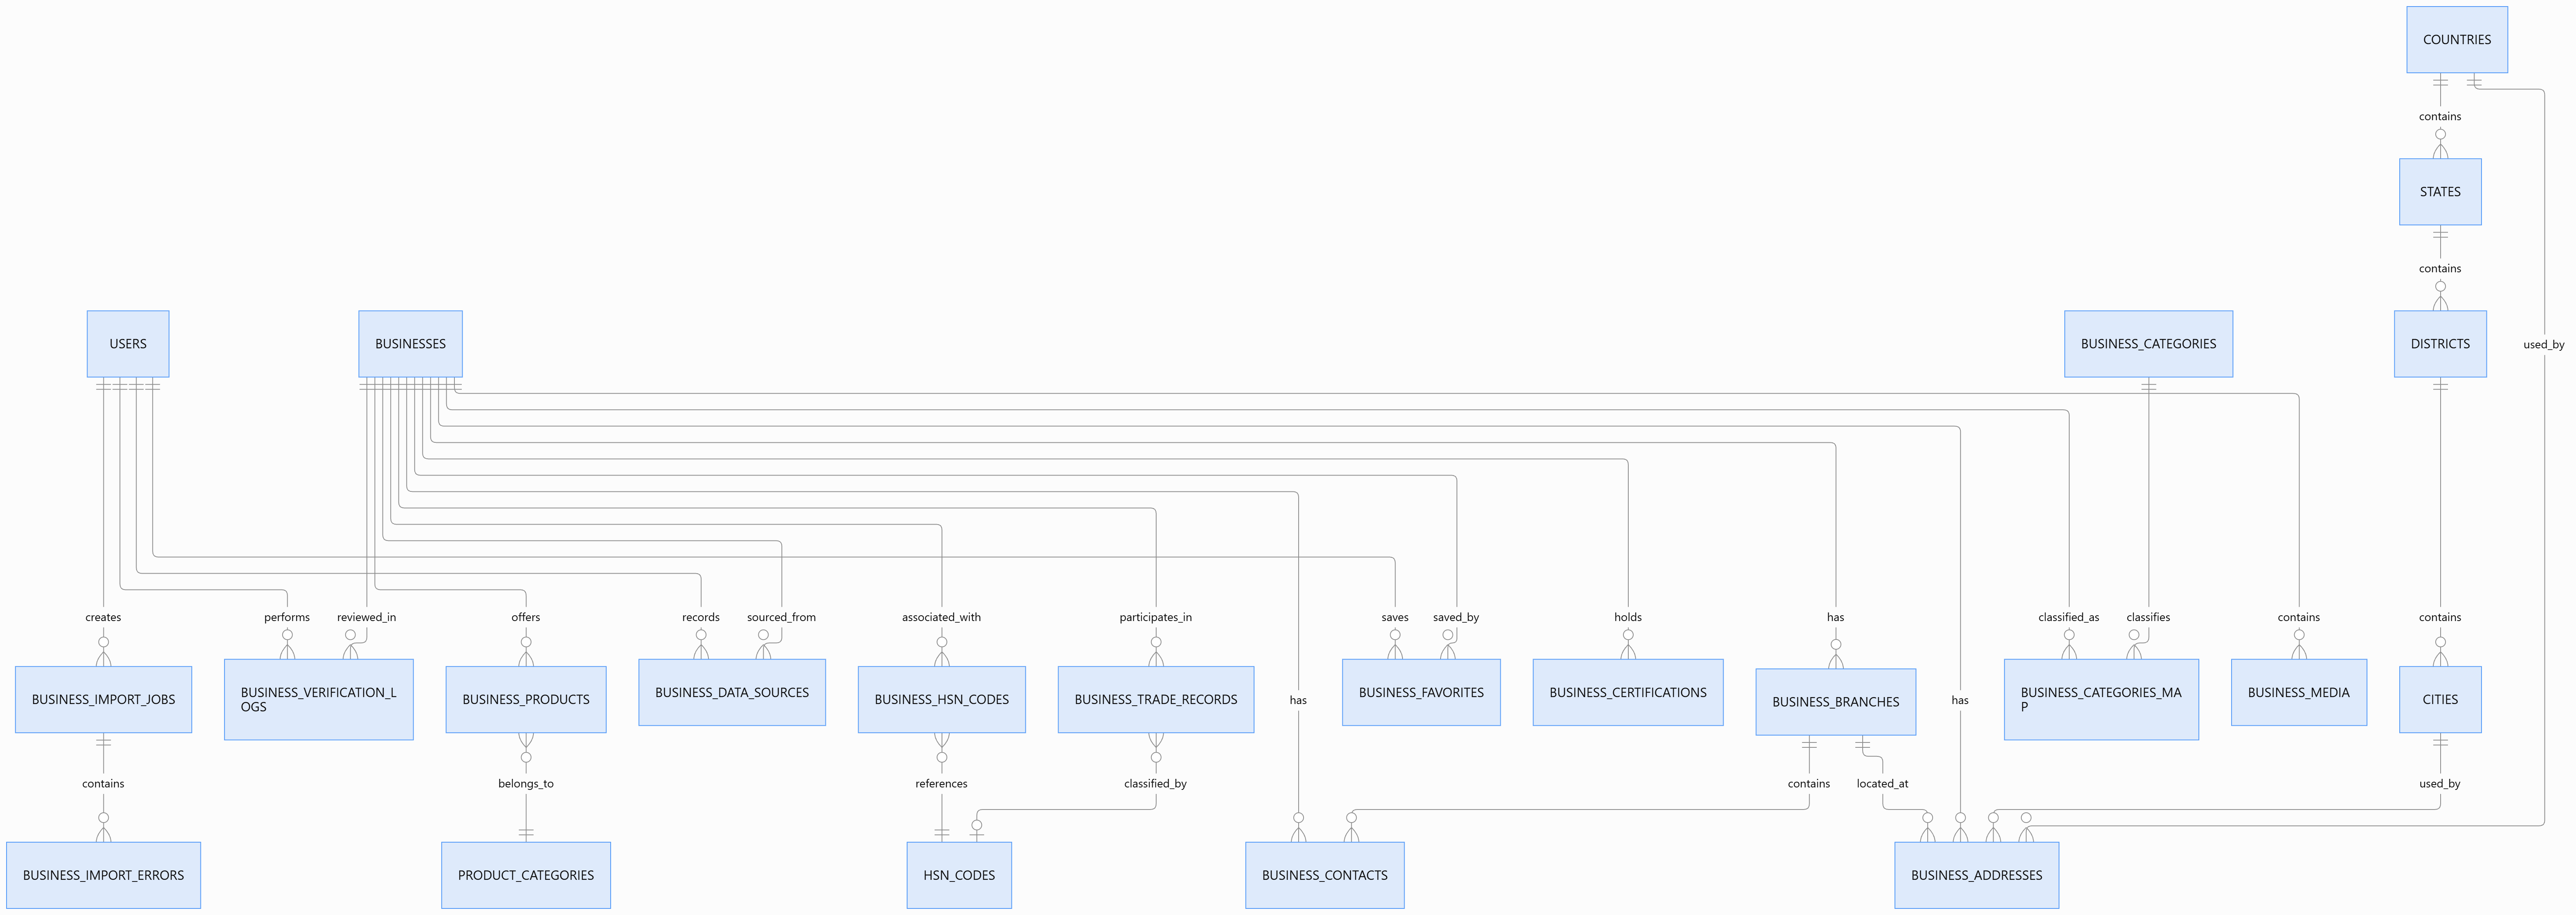 COUNTRIES
contains
STATES
contains
USERS
BUSINESSES
BUSINESS_CATEGORIES
DISTRICTS
used_by
creates
performs
reviewed_in
offers
records
sourced_from
associated_with
participates_in
saves
saved_by
holds
has
classified_as
classifies
contains
contains
BUSINESS_IMPORT_JOBS
BUSINESS_VERIFICATION_L
OGS
BUSINESS_PRODUCTS
BUSINESS_DATA_SOURCES
BUSINESS_HSN_CODES
BUSINESS_TRADE_RECORDS
has
BUSINESS_FAVORITES
BUSINESS_CERTIFICATIONS
BUSINESS_BRANCHES
has
BUSINESS_CATEGORIES_MA
P
BUSINESS_MEDIA
CITIES
contains
belongs_to
references
classified_by
contains
located_at
used_by
BUSINESS_IMPORT_ERRORS
PRODUCT_CATEGORIES
HSN_CODES
BUSINESS_CONTACTS
BUSINESS_ADDRESSES